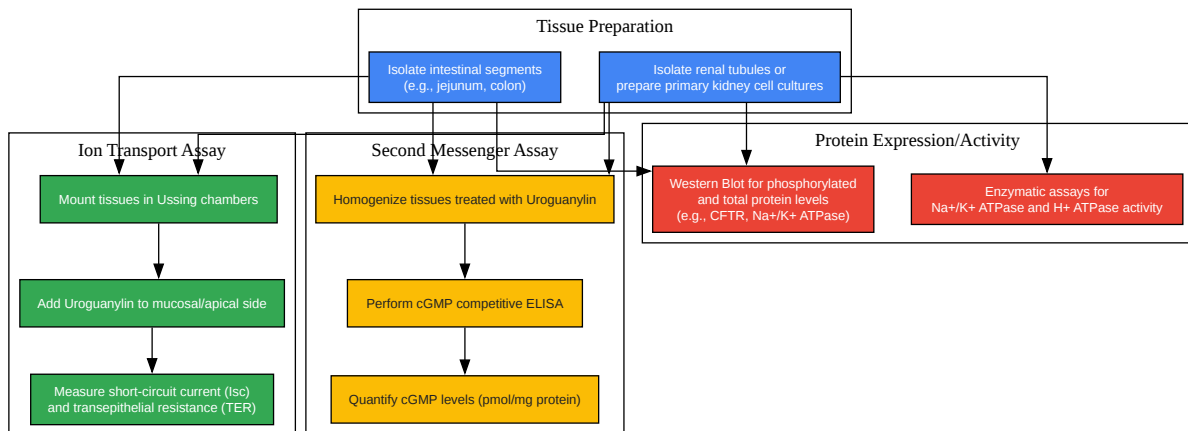 Tissue Preparation
Isolate intestinal segments
(e.g., jejunum, colon)
Isolate renal tubules or
prepare primary kidney cell cultures
Ion Transport Assay
Mount tissues in Ussing chambers
Add Uroguanylin to mucosal/apical side
Measure short-circuit current (Isc)
and transepithelial resistance (TER)
Second Messenger Assay
Homogenize tissues treated with Uroguanylin
Perform cGMP competitive ELISA
Quantify cGMP levels (pmol/mg protein)
Protein Expression/Activity
Western Blot for phosphorylated
and total protein levels
(e.g., CFTR, Na+/K+ ATPase)
Enzymatic assays for
Na+/K+ ATPase and H+ ATPase activity